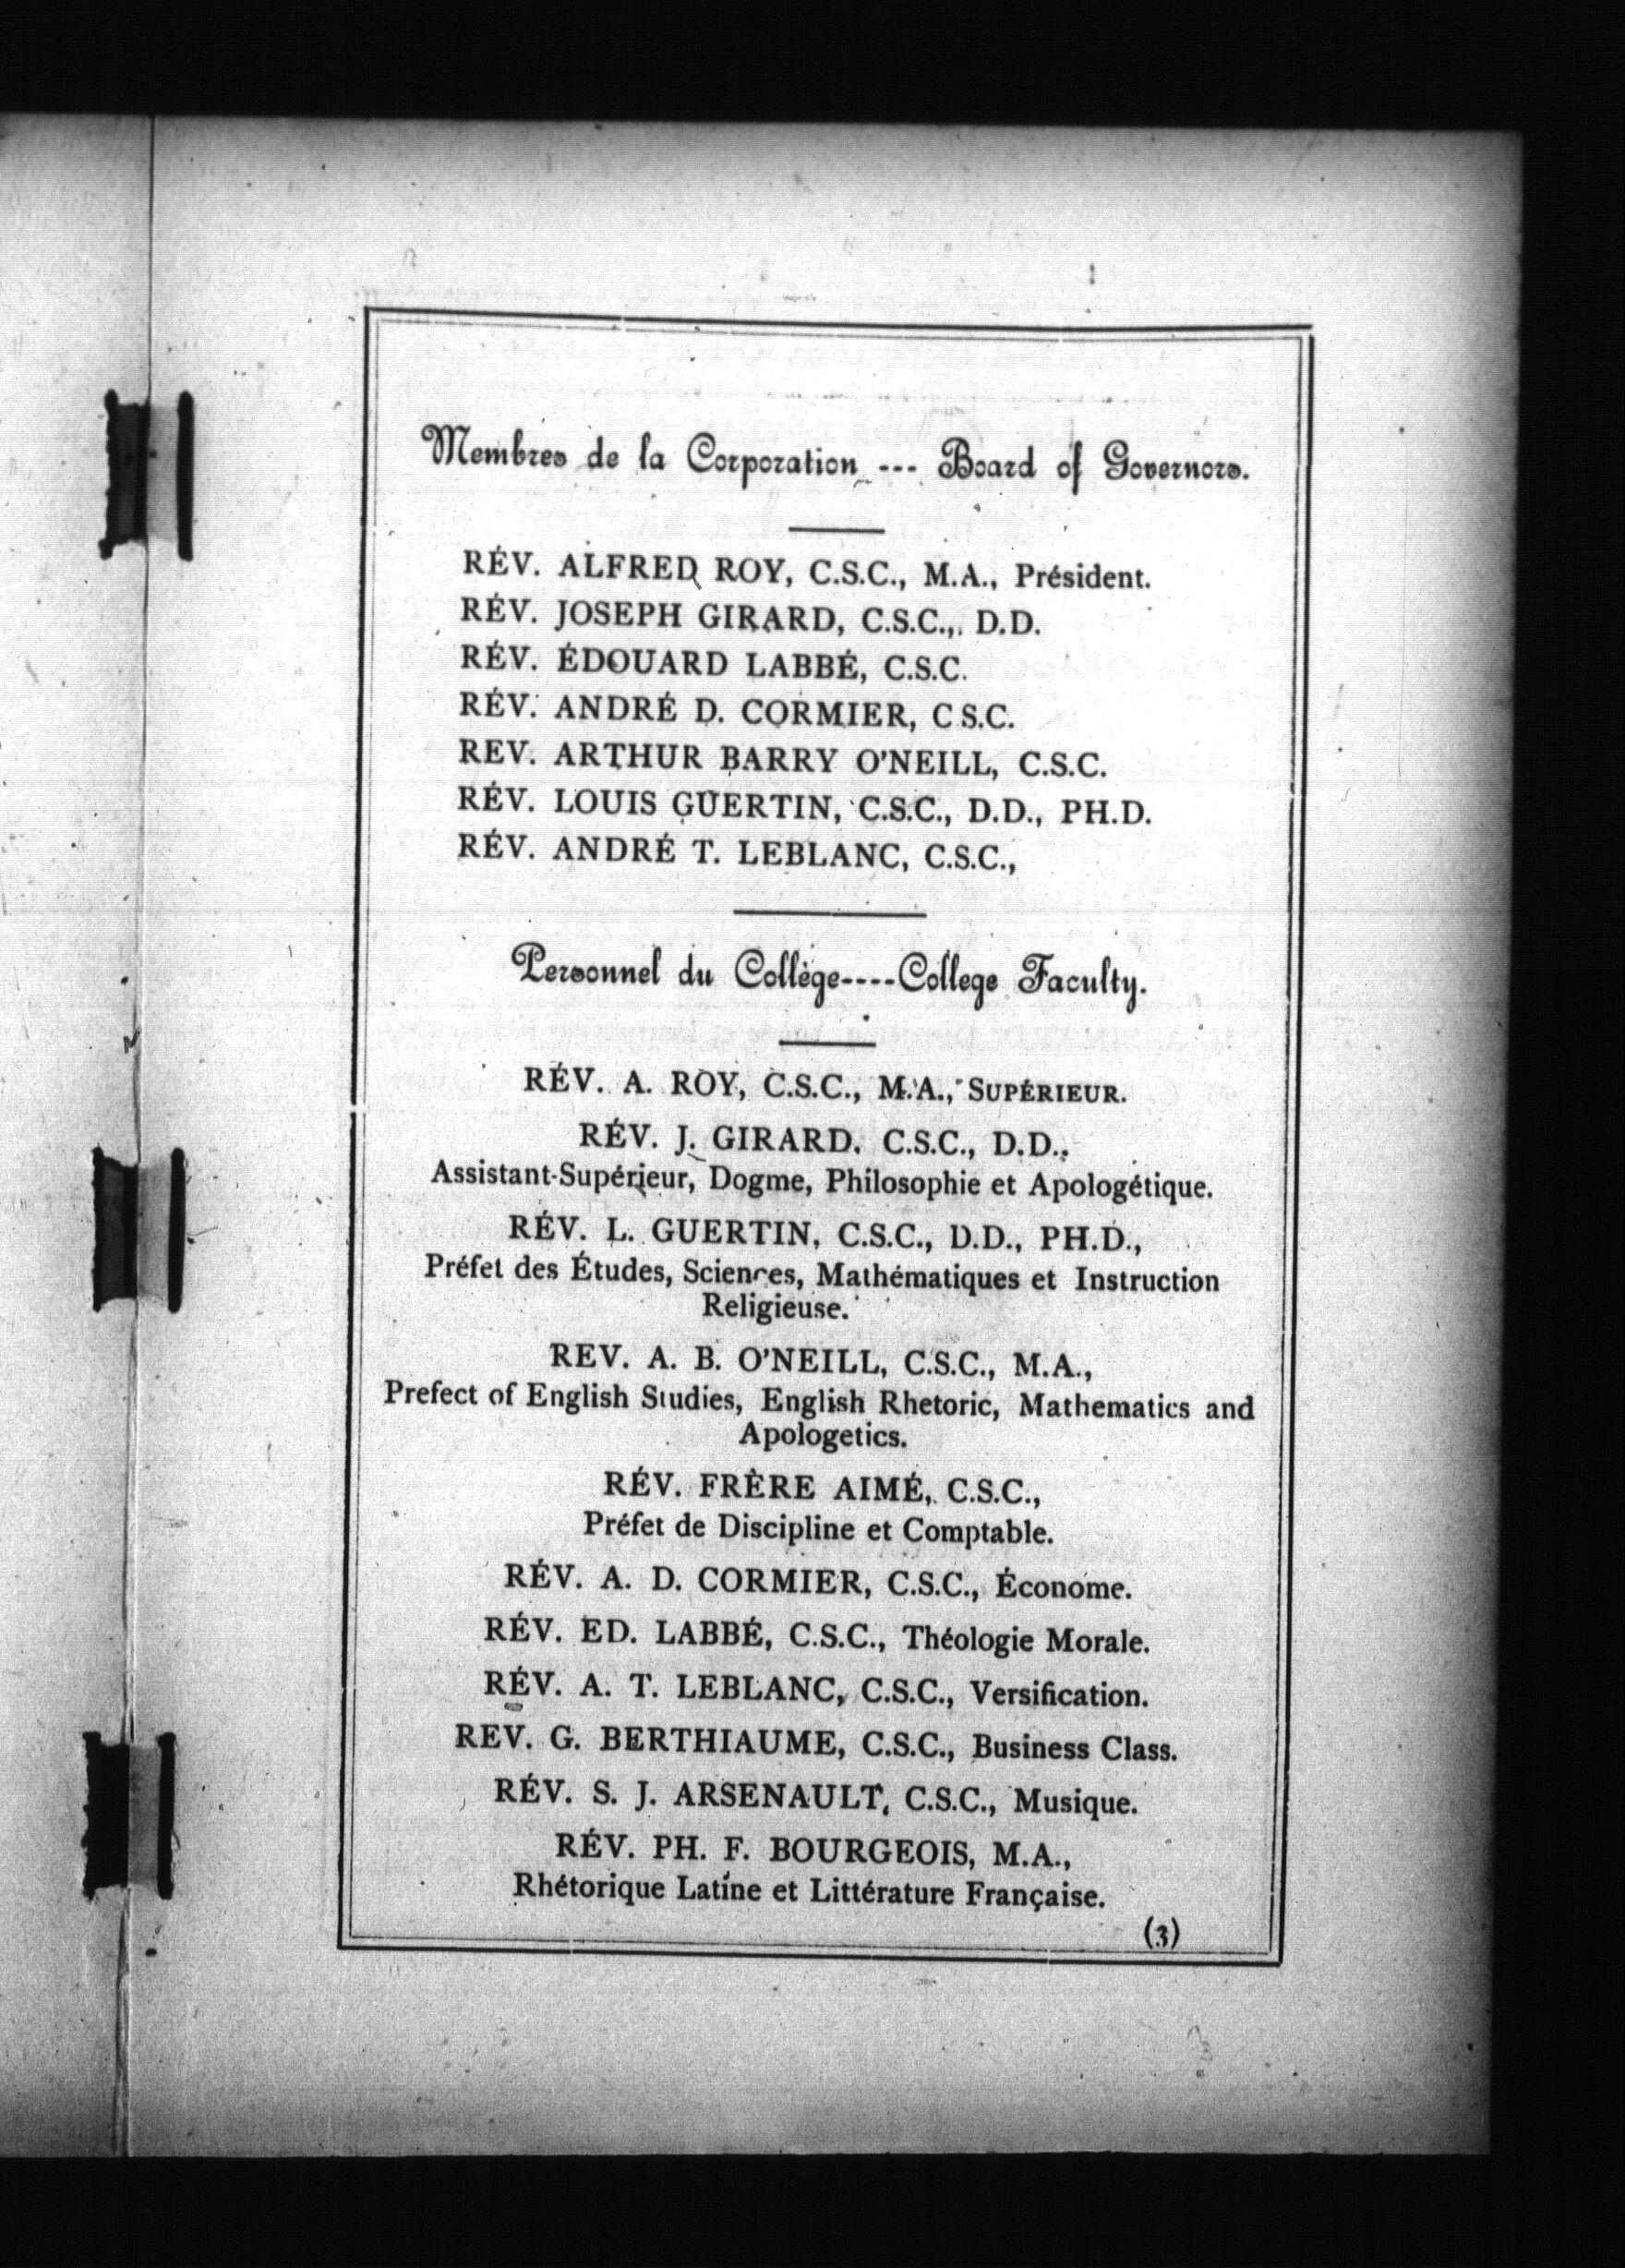 Membres de la Corporation --- Board of Governors.
RÉV. ALFRED ROY, C.S.C., M.A., Président.
RÉV. JOSEPH GIRARD, C.S.C., D.D.
RÉV. ÉDOUARD LABBÉ, C.S.C.
RÉV. ANDRÉ D. CORMIER, C S.C.
REV. ARTHUR BARRY O'NEILL, C.S.C.
RÉV. LOUIS GUERTIN, C.S.C., D.D., PH.D.
RÉV. ANDRÉ T. LEBLANC, C.S.C.,
Personnel du Collège----College Faculty.
RÉV. A. ROY, C.S.C., M.A., SUPÉRIEUR.
RÉV. J. GIRARD. C.S.C., D.D.,
Assistant-Supérieur, Dogme, Philosophie et Apologétique.
RÉV. L. GUERTIN, C.S.C., D.D., PH.D.,
Préfet des Études, Sciences, Mathématiques et Instruction
Religieuse.
REV. A. B. O'NEILL, C.S.C., M.A.,
Prefect of English Studies, English Rhetoric, Mathematics and
Apologetics.
RÉV. FRÈRE AIMÉ, C.S.C.,
Préfet de Discipline et Comptable.
RÉV. A. D. CORMIER, C.S.C., Économe.
RÉV. ED. LABBÉ, C.S.C., Théologie Morale.
RÉV. A. T. LEBLANC, C.S.C., Versification.
REV. G. BERTHIAUME, C.S.C., Business Class.
RÉV. S. J. ARSENAULT, C.S.C., Musique.
RÉV. PH. F. BOURGEOIS, M.A.,
Rhétorique Latine et Littérature Française.
(3)